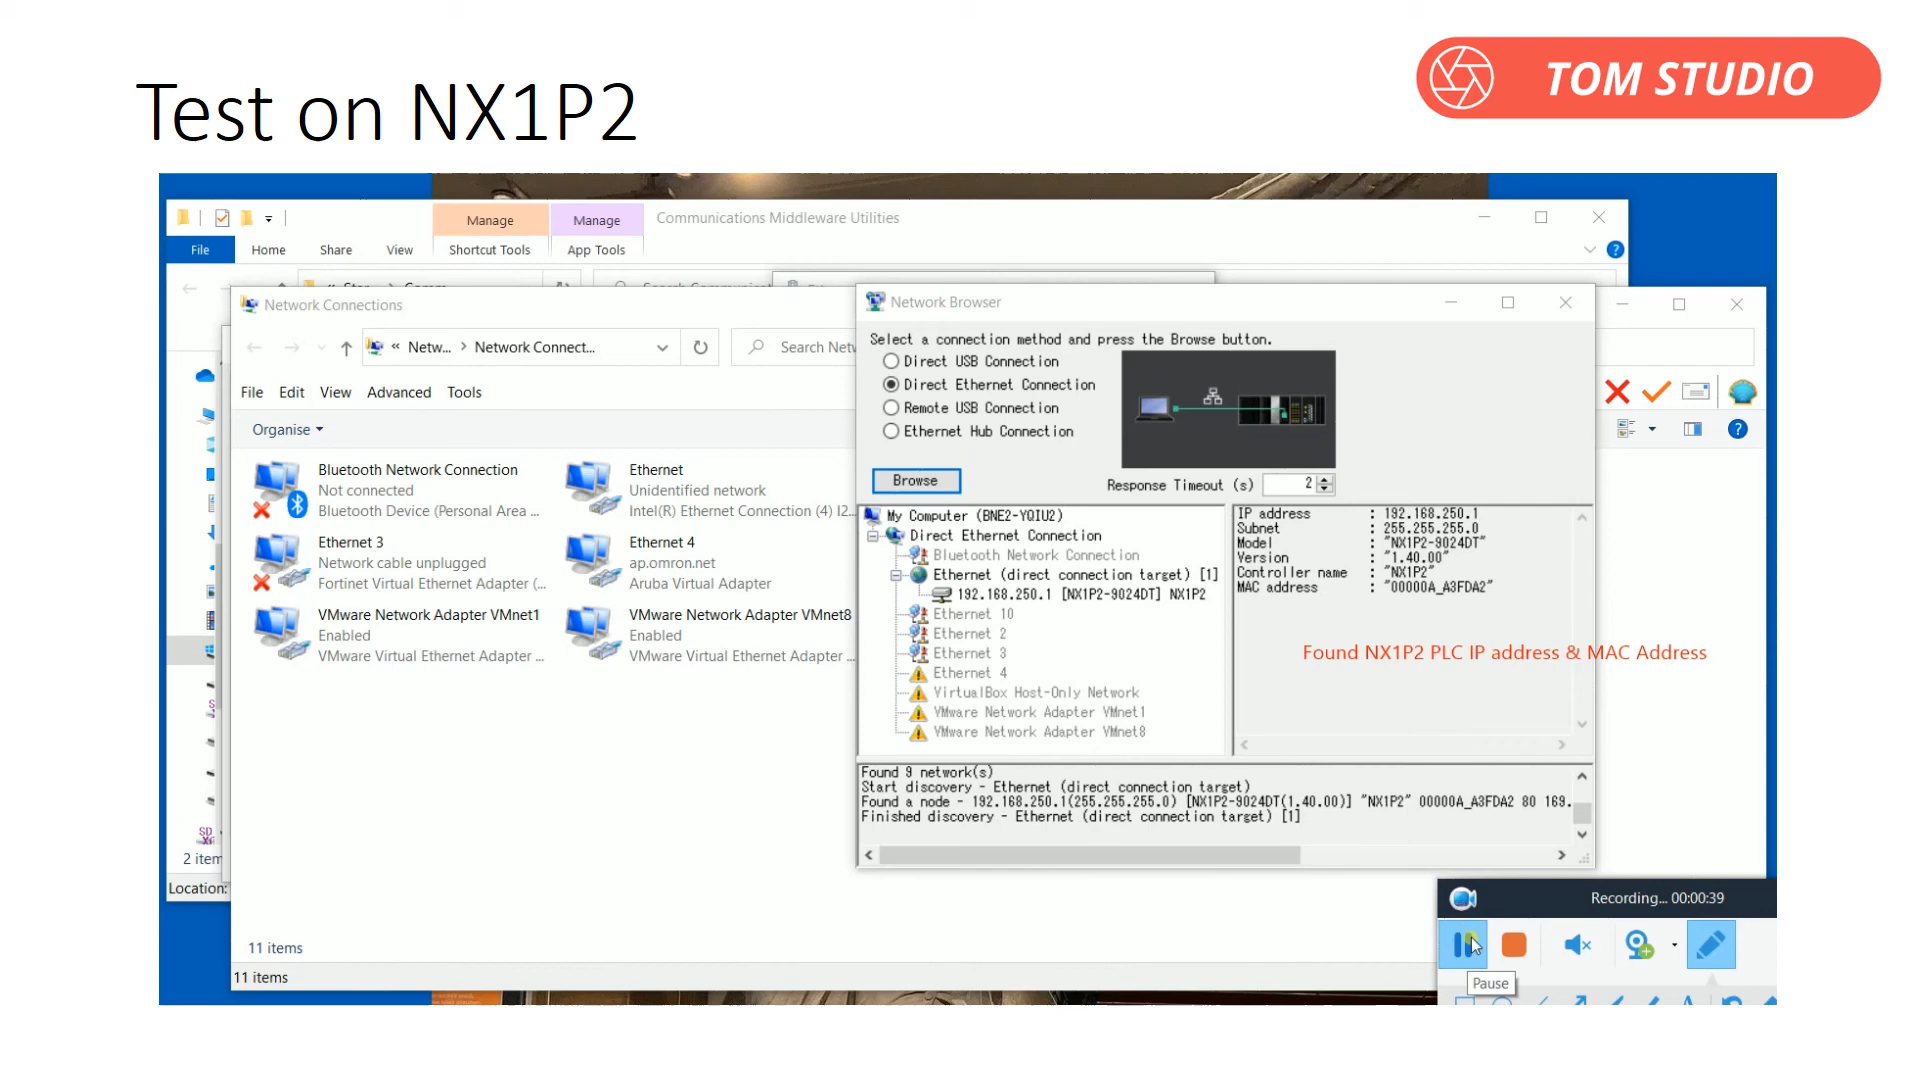 TOM STUDIO
Test on NX1P2
Manage
Manage
Communications Middleware Utilities
File
Home
Share
View
Shortcut Tools
App Tools
Network Connections
« Netw... > Network Connect...
Search Netw
File Edit View Advanced Tools
Organise
Bluetooth Network Connection
Not connected
Bluetooth Device (Personal Area ...
Ethernet
Unidentified network
Intel(R) Ethernet Connection (4) I2...
Ethernet 3
Network cable unplugged
Fortinet Virtual Ethernet Adapter (...
Ethernet 4
ap.omron.net
Aruba Virtual Adapter
VMware Network Adapter VMnet1
Enabled
VMware Virtual Ethernet Adapter ...
VMware Network Adapter VMnet8
Enabled
VMware Virtual Ethernet Adapter ...
2 item
Location:
11 items
11 items
Network Browser
Select a connection method and press the Browse button.
Direct USB Connection
Direct Ethernet Connection
Remote USB Connection
Ethernet Hub Connection
Browse
Response Timeout (s) 2
My Computer (BNE2-YQIU2)
Direct Ethernet Connection
Bluetooth Network Connection
Ethernet (direct connection target) [1]
192.168.250.1 [NX1P2-9024DT] NX1P2
Ethernet 10
Ethernet 2
Ethernet 3
Ethernet 4
VirtualBox Host-Only Network
VMware Network Adapter VMnet1
VMware Network Adapter VMnet8
IP address : 192.168.250.1
Subnet : 255.255.255.0
Model : "NX1P2-9024DT"
Version : "1.40.00"
Controller name : "NX1P2"
MAC address : "00000A_A3FDA2"
Found NX1P2 PLC IP address & MAC Address
Found 9 network(s)
Start discovery - Ethernet (direct connection target)
Found a node - 192.168.250.1(255.255.255.0) [NX1P2-9024DT(1.40.00)] "NX1P2" 00000A_A3FDA2 80 169.
Finished discovery - Ethernet (direct connection target) [1]
Recording... 00:00:39
Pause